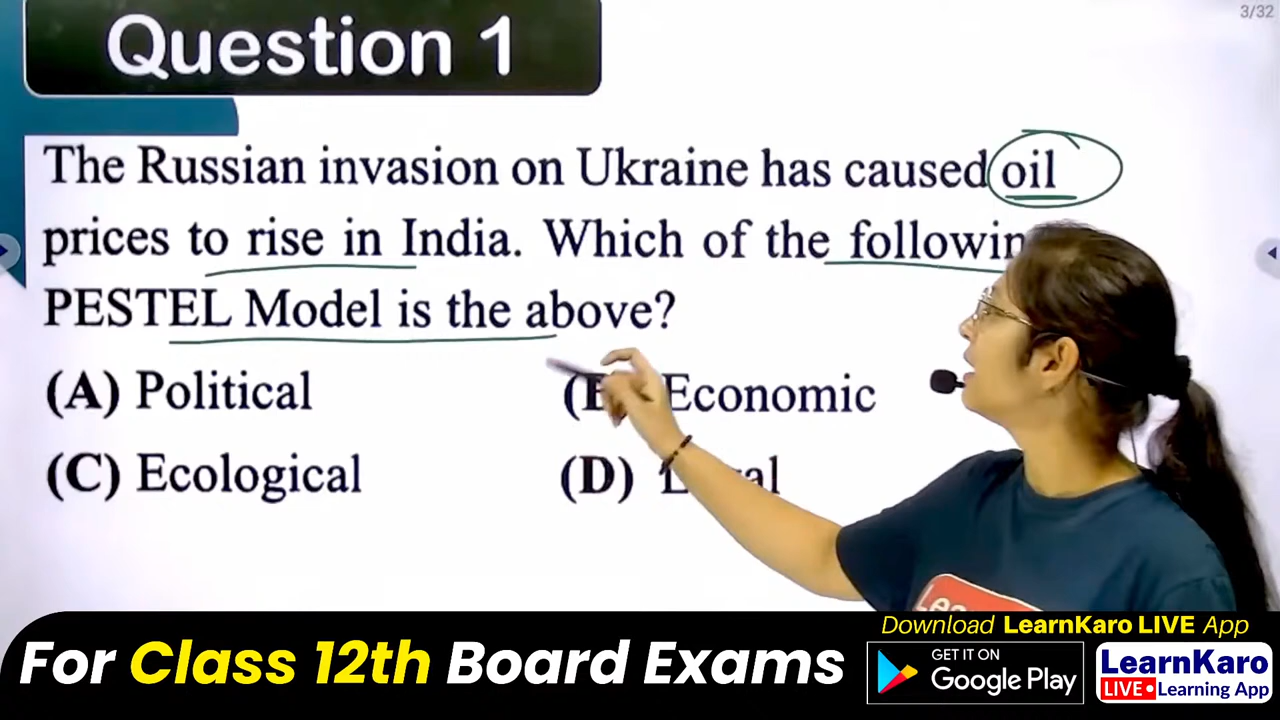 3/32
Question 1
The Russian invasion on Ukraine has caused oil
prices to rise in India. Which of the
PESTEL Model is the above?
(A) Political
Economic
(C) Ecological
(D)
Download LearnKaro LIVE App
For Class 12th Board Exams
GET IT ON
Google Play
LearnKaro
LIVE • Learning App